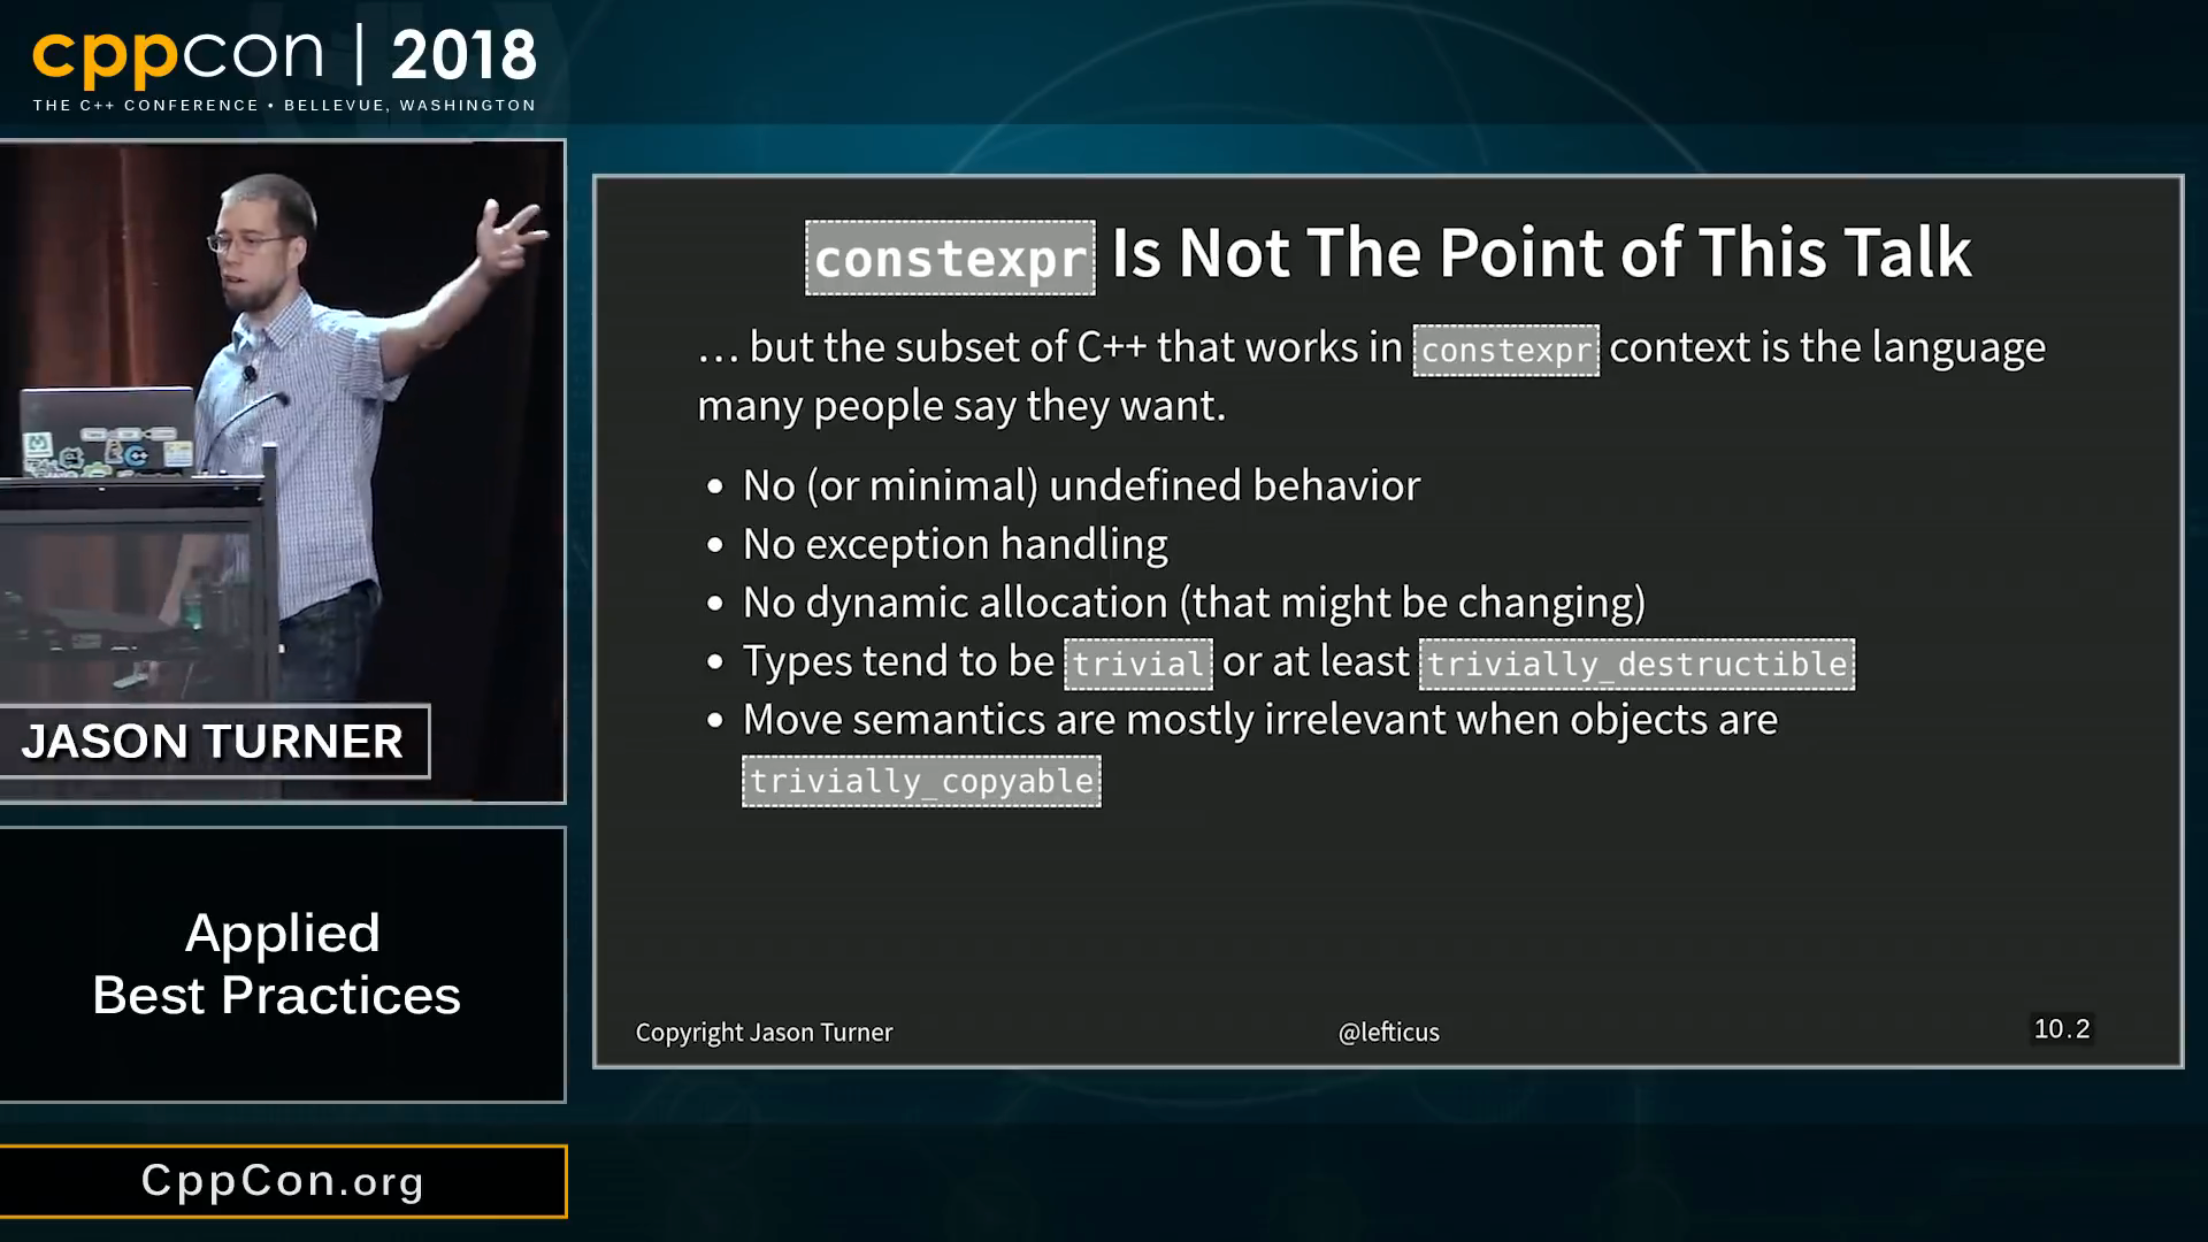 cppcon | 2018
THE C++ CONFERENCE • BELLEVUE, WASHINGTON
JASON TURNER
Applied
Best Practices
CppCon.org
constexpr Is Not The Point of This Talk
… but the subset of C++ that works in constexpr context is the language
many people say they want.
• No (or minimal) undefined behavior
• No exception handling
• No dynamic allocation (that might be changing)
• Types tend to be trivial or at least trivially_destructible
• Move semantics are mostly irrelevant when objects are
trivially_copyable
Copyright Jason Turner
@lefticus
10.2